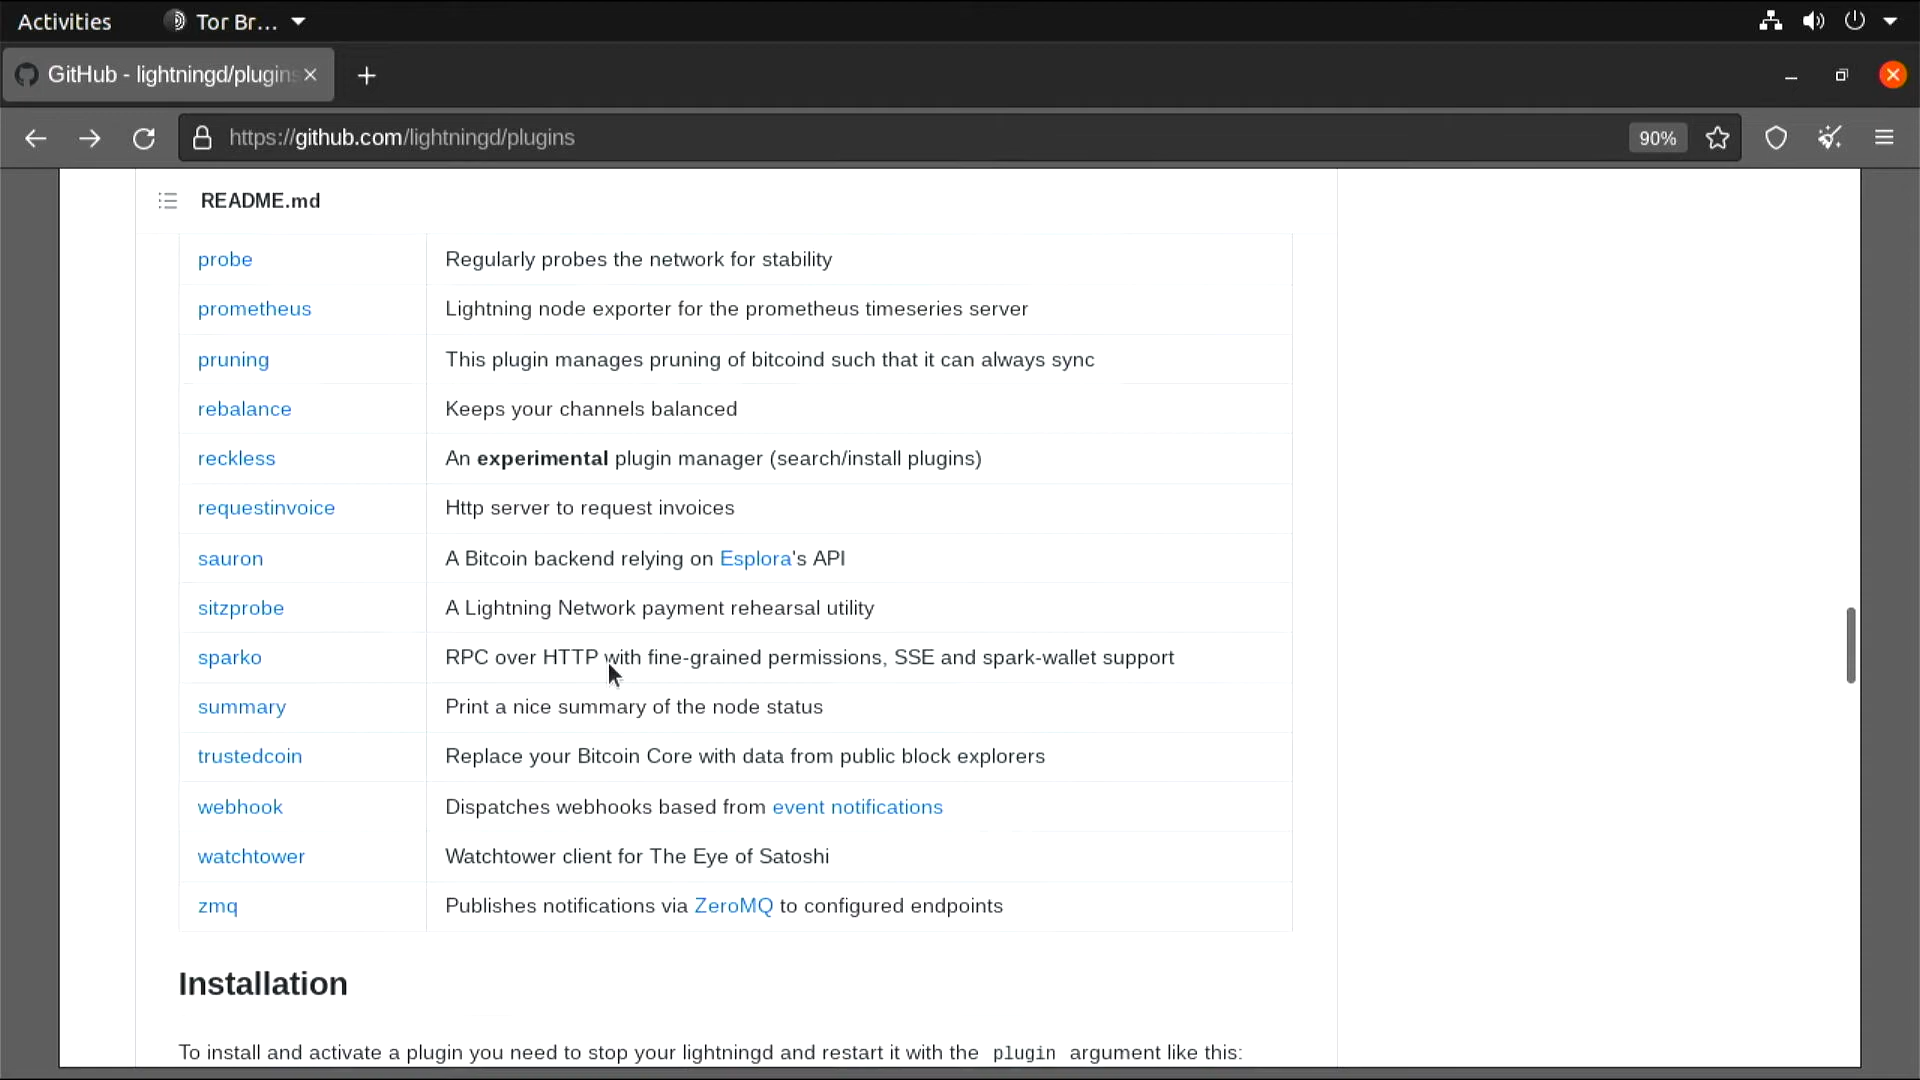 Activities Tor Br...
GitHub - lightningd/plugins
https://github.com/lightningd/plugins 90%
README.md
probe Regularly probes the network for stability
prometheus Lightning node exporter for the prometheus timeseries server
pruning This plugin manages pruning of bitcoind such that it can always sync
rebalance Keeps your channels balanced
reckless An experimental plugin manager (search/install plugins)
requestinvoice Http server to request invoices
sauron A Bitcoin backend relying on Esplora's API
sitzprobe A Lightning Network payment rehearsal utility
sparko RPC over HTTP with fine-grained permissions, SSE and spark-wallet support
summary Print a nice summary of the node status
trustedcoin Replace your Bitcoin Core with data from public block explorers
webhook Dispatches webhooks based from event notifications
watchtower Watchtower client for The Eye of Satoshi
zmq Publishes notifications via ZeroMQ to configured endpoints
Installation
To install and activate a plugin you need to stop your lightningd and restart it with the plugin argument like this: